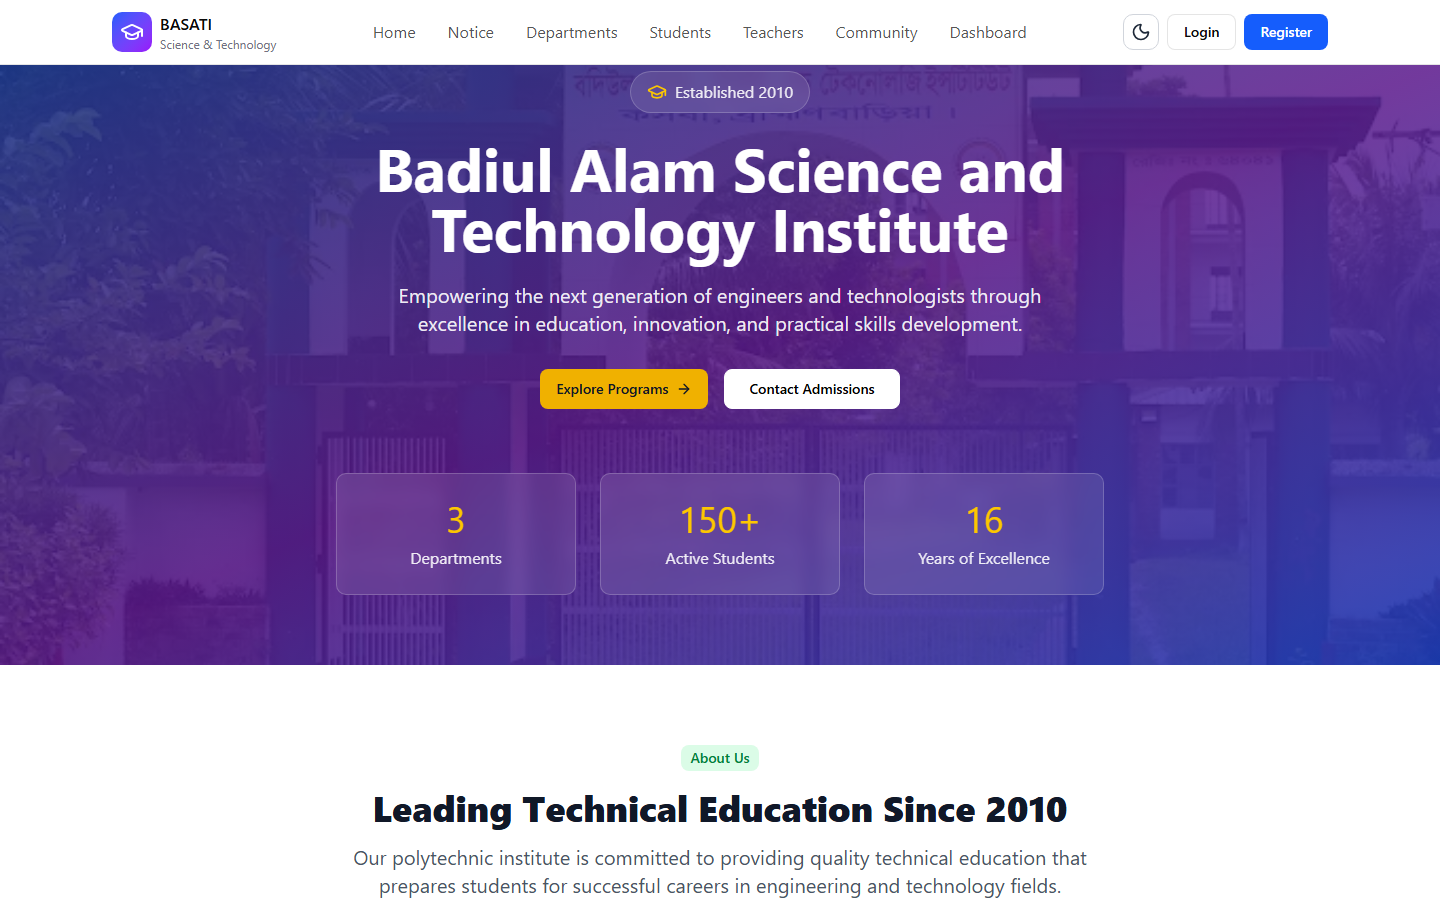 BASATI
Science & Technology
Home
Notice
Departments
Students
Teachers
Community
Dashboard
Login
Register
Established 2010
Badiul Alam Science and
Technology Institute
Empowering the next generation of engineers and technologists through
excellence in education, innovation, and practical skills development.
Explore Programs →
Contact Admissions
3
Departments
150+
Active Students
16
Years of Excellence
About Us
Leading Technical Education Since 2010
Our polytechnic institute is committed to providing quality technical education that
prepares students for successful careers in engineering and technology fields.